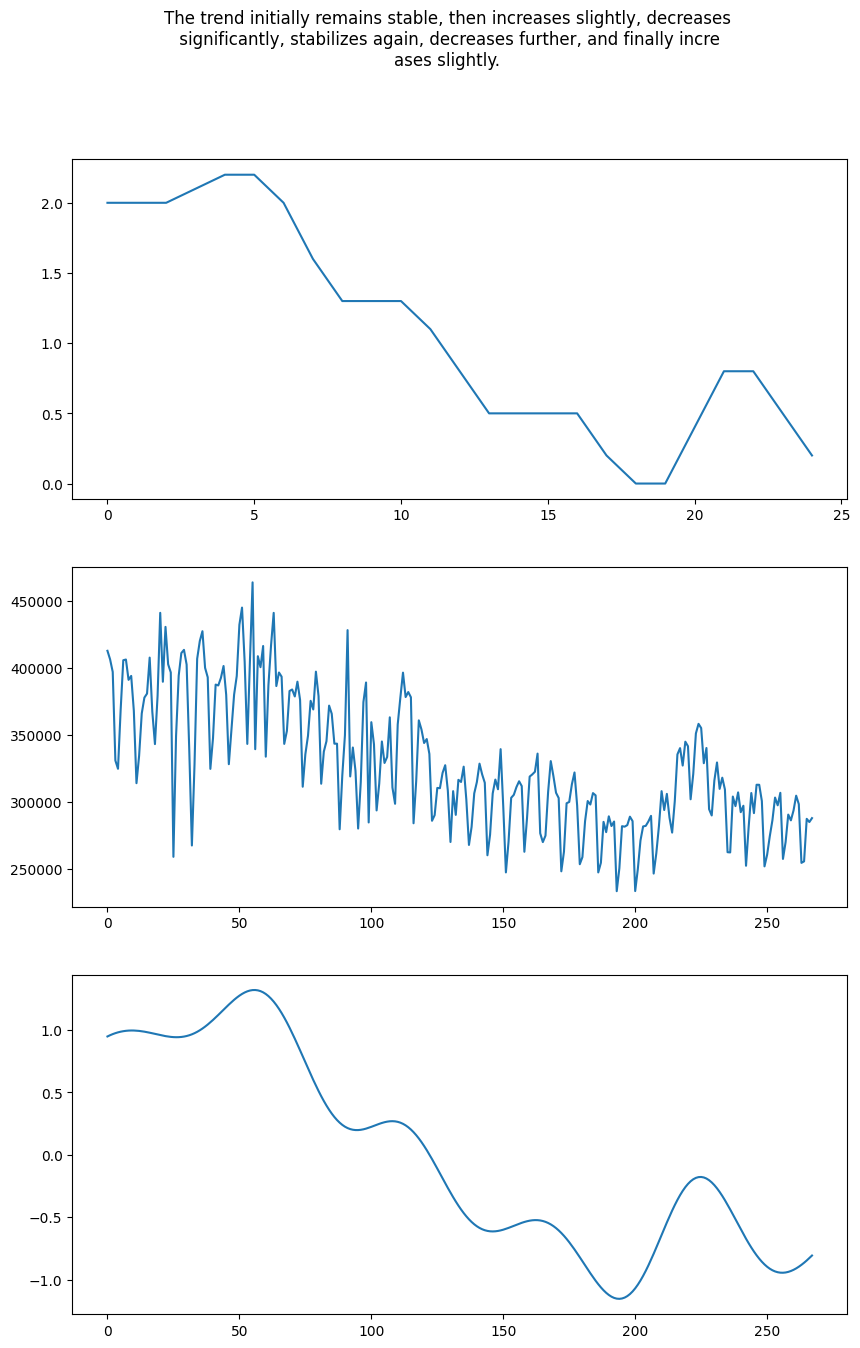 The trend initially remains stable, then increases slightly, decreases
significantly, stabilizes again, decreases further, and finally incre
ases slightly.
2.0
1.5
1.0
0.5
0.0
0 5 10 15 20 25
450000
400000
350000
300000
250000
0 50 100 150 200 250
1.0
0.5
0.0
−0.5
−1.0
0 50 100 150 200 250